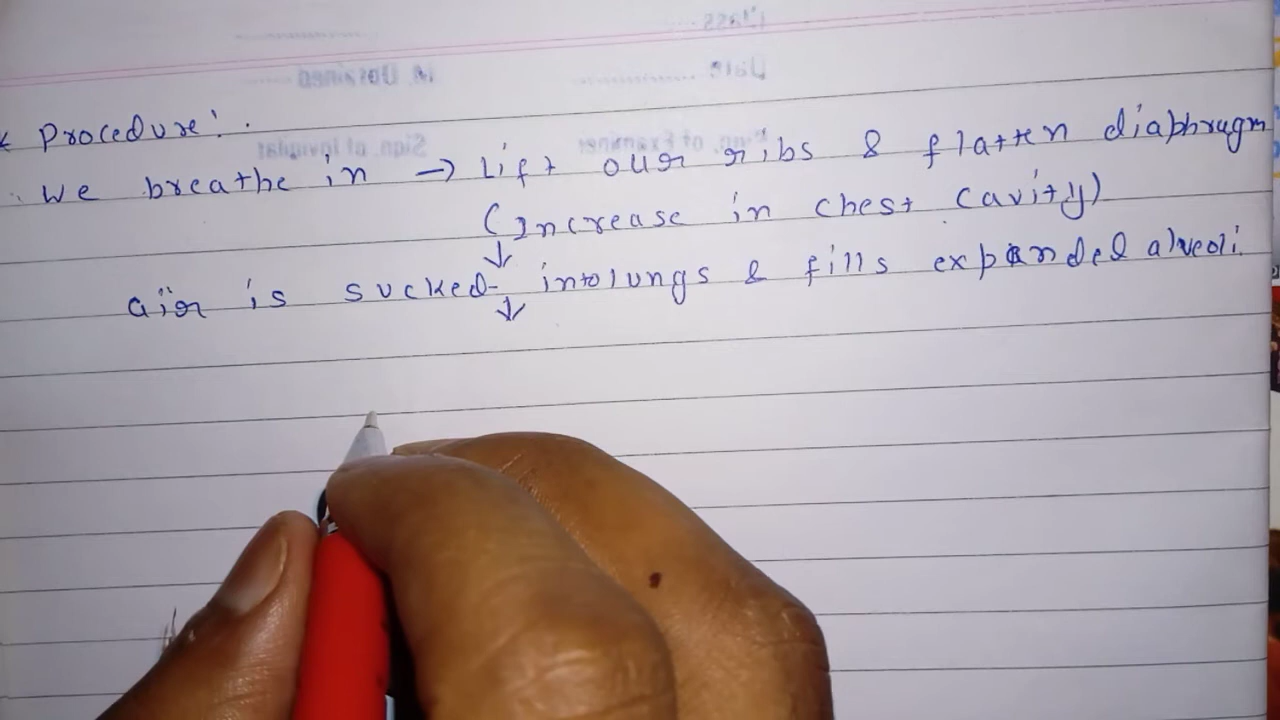 * Procedure:
We breathe in → Lift our ribs & flatten diaphragm
(Increase in chest cavity)
↓
air is sucked into lungs & fills expanded alveoli.
↓